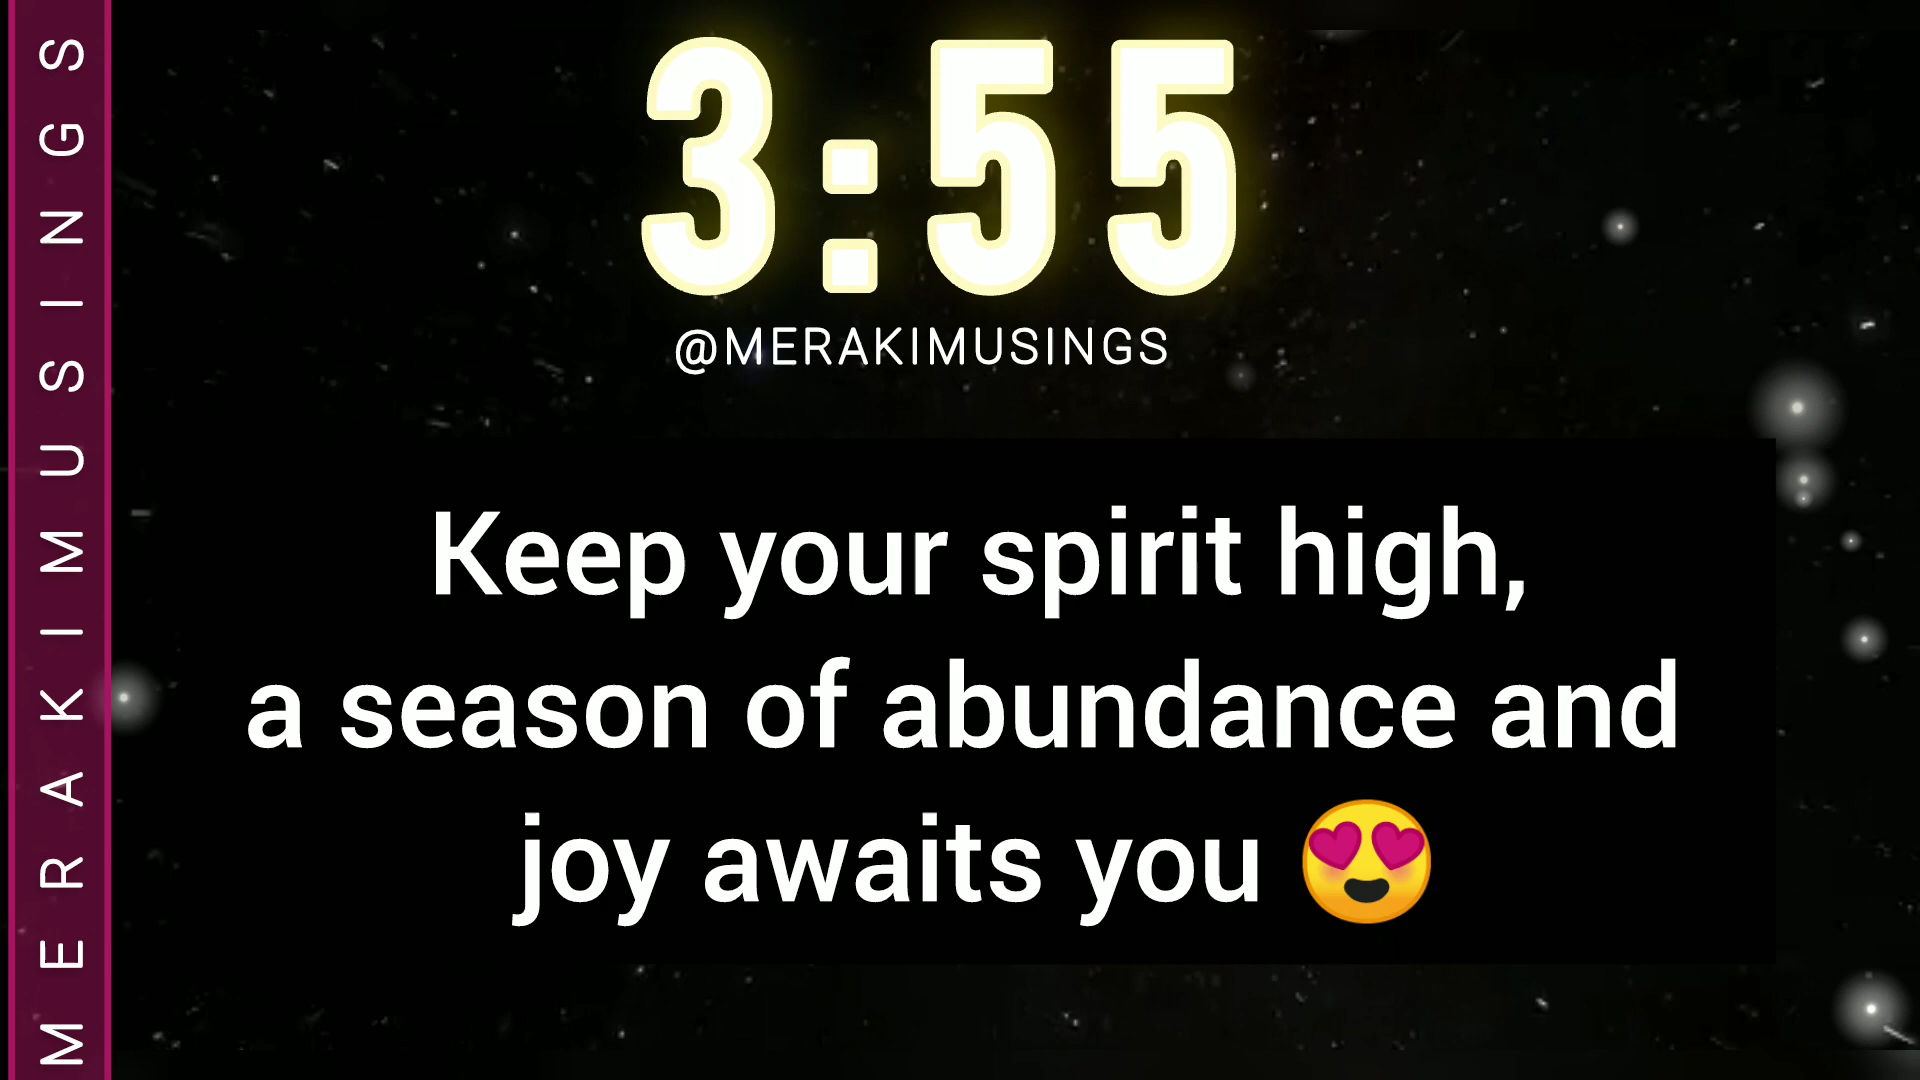 MERAKIMUSINGS
3:55
@MERAKIMUSINGS
Keep your spirit high,
a season of abundance and
joy awaits you 😍